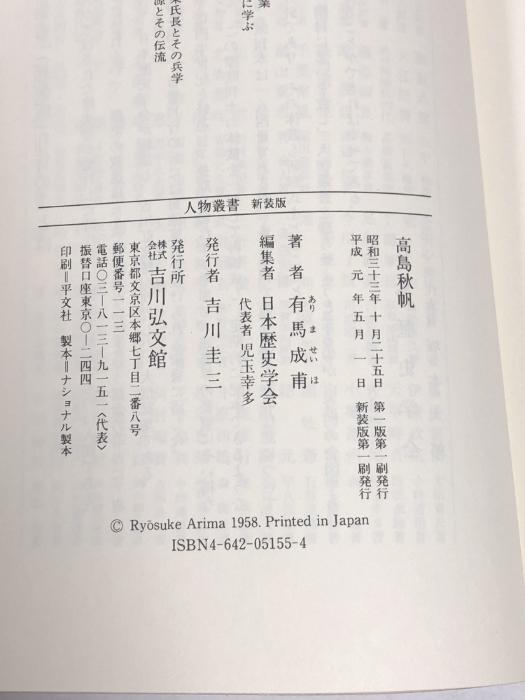 業
に学ぶ
氏長とその兵学
源とその伝流
人物叢書 新装版
高島秋帆
昭和三十三年十月二十五日 第一版第一刷発行
平成元年五月一日 新装版第一刷発行
著者 有馬成甫
あり ま せい ほ
編集者 日本歴史学会
代表者 児玉幸多
発行者 吉川圭三
発行所
株式会社 吉川弘文館
東京都文京区本郷七丁目二番八号
郵便番号一一三
電話〇三―八一三―九一五一〈代表〉
振替口座東京〇―二四四
印刷＝平文社 製本＝ナショナル製本
© Ryōsuke Arima 1958. Printed in Japan
ISBN4-642-05155-4